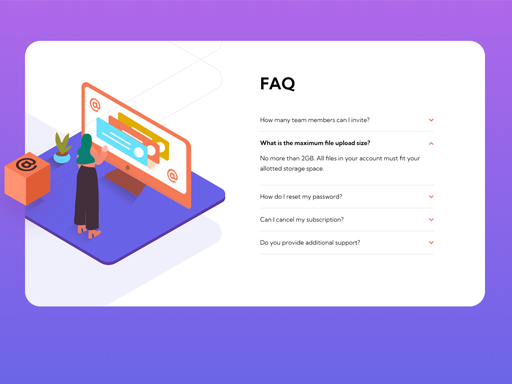 FAQ
How many team members can I invite?
What is the maximum file upload size?
No more than 2GB. All files in your account must fit your
allotted storage space.
How do I reset my password?
Can I cancel my subscription?
Do you provide additional support?
@
@
@